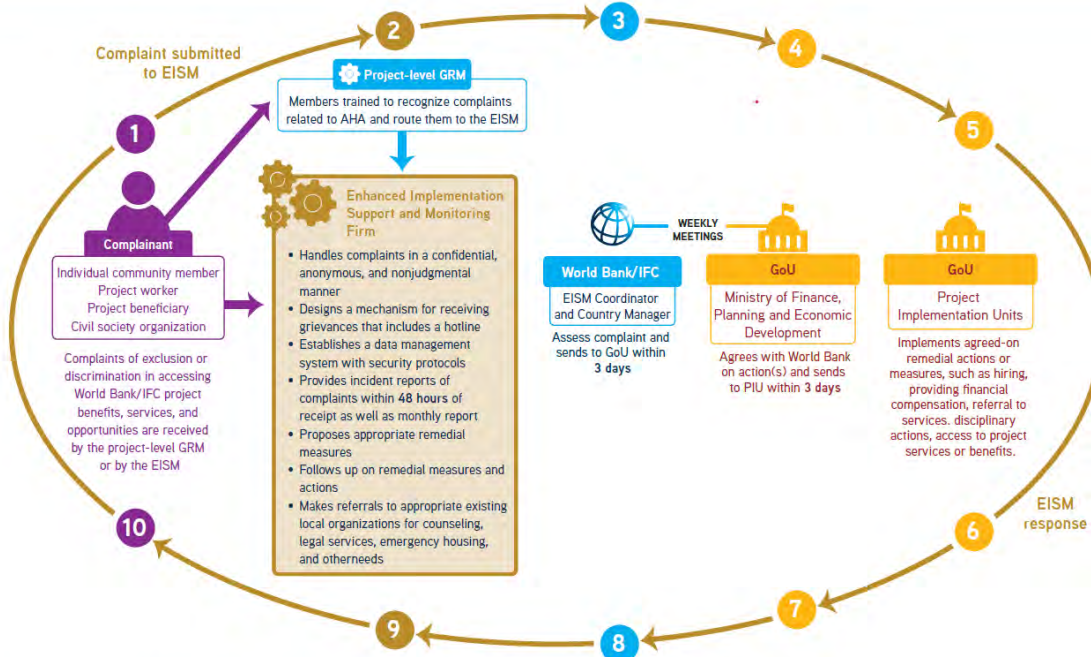 Complaint submitted
to EISM
1
2
3
4
5
Project-level GRM
Members trained to recognize complaints
related to AHA and route them to the EISM
Complainant
Individual community member
Project worker
Project beneficiary
Civil society organization
Complaints of exclusion or
discrimination in accessing
World Bank/IFC project
benefits, services, and
opportunities are received
by the project-level GRM
or by the EISM
Enhanced Implementation
Support and Monitoring
Firm
• Handles complaints in a confidential,
anonymous, and nonjudgmental
manner
• Designs a mechanism for receiving
grievances that includes a hotline
• Establishes a data management
system with security protocols
• Provides incident reports of
complaints within 48 hours of
receipt as well as monthly report
• Proposes appropriate remedial
measures
• Follows up on remedial measures and
actions
• Makes referrals to appropriate existing
local organizations for counseling,
legal services, emergency housing,
and otherneeds
WEEKLY
MEETINGS
World Bank/IFC
EISM Coordinator
and Country Manager
Assess complaint and
sends to GoU within
3 days
GoU
Ministry of Finance,
Planning and Economic
Development
Agrees with World Bank
on action(s) and sends
to PIU within 3 days
GoU
Project
Implementation Units
Implements agreed-on
remedial actions or
measures, such as hiring,
providing financial
compensation, referral to
services. disciplinary
actions, access to project
services or benefits.
EISM
response
6
7
8
9
10